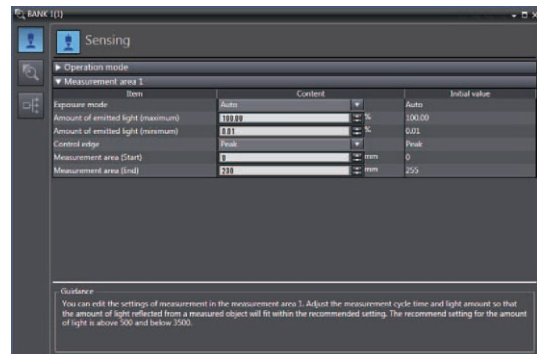 BANK 1(1)
Sensing
Operation mode
Measurement area 1
Item Content Initial value
Exposure mode Auto Auto
Amount of emitted light (maximum) 100.00 % 100.00
Amount of emitted light (minimum) 0.01 % 0.01
Control edge Peak Peak
Measurement area (Start) 0 mm 0
Measurement area (End) 230 mm 255
Guidance
You can edit the settings of measurement in the measurement area 1. Adjust the measurement cycle time and light amount so that
the amount of light reflected from a measured object will fit within the recommended setting. The recommend setting for the amount
of light is above 500 and below 3500.